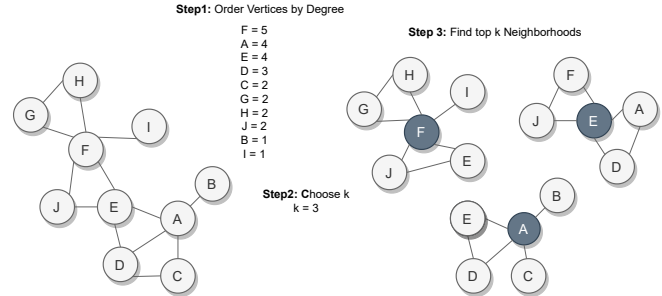 Step1: Order Vertices by Degree
F = 5
A = 4
E = 4
D = 3
C = 2
G = 2
H = 2
J = 2
B = 1
I = 1
Step2: Choose k
k = 3
Step 3: Find top k Neighborhoods
H
G
I
F
B
J
E
A
D
C
H
I
G
F
E
J
F
A
J
E
D
B
E
A
D
C